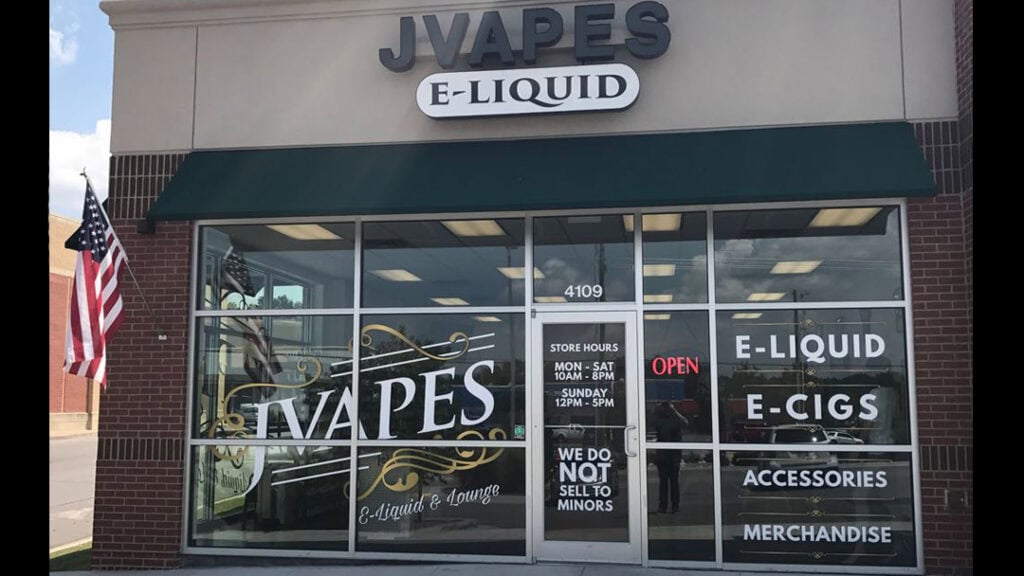 JVAPES
E-LIQUID
4109
STORE HOURS
MON - SAT
10AM - 8PM
SUNDAY
12PM - 5PM
WE DO
NOT
SELL TO
MINORS
OPEN
JVAPES
E-Liquid & Lounge
E-LIQUID
E-CIGS
ACCESSORIES
MERCHANDISE